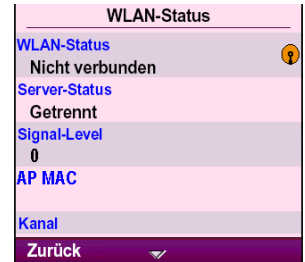 WLAN-Status
WLAN-Status
Nicht verbunden
Server-Status
Getrennt
Signal-Level
0
AP MAC
Kanal
Zurück